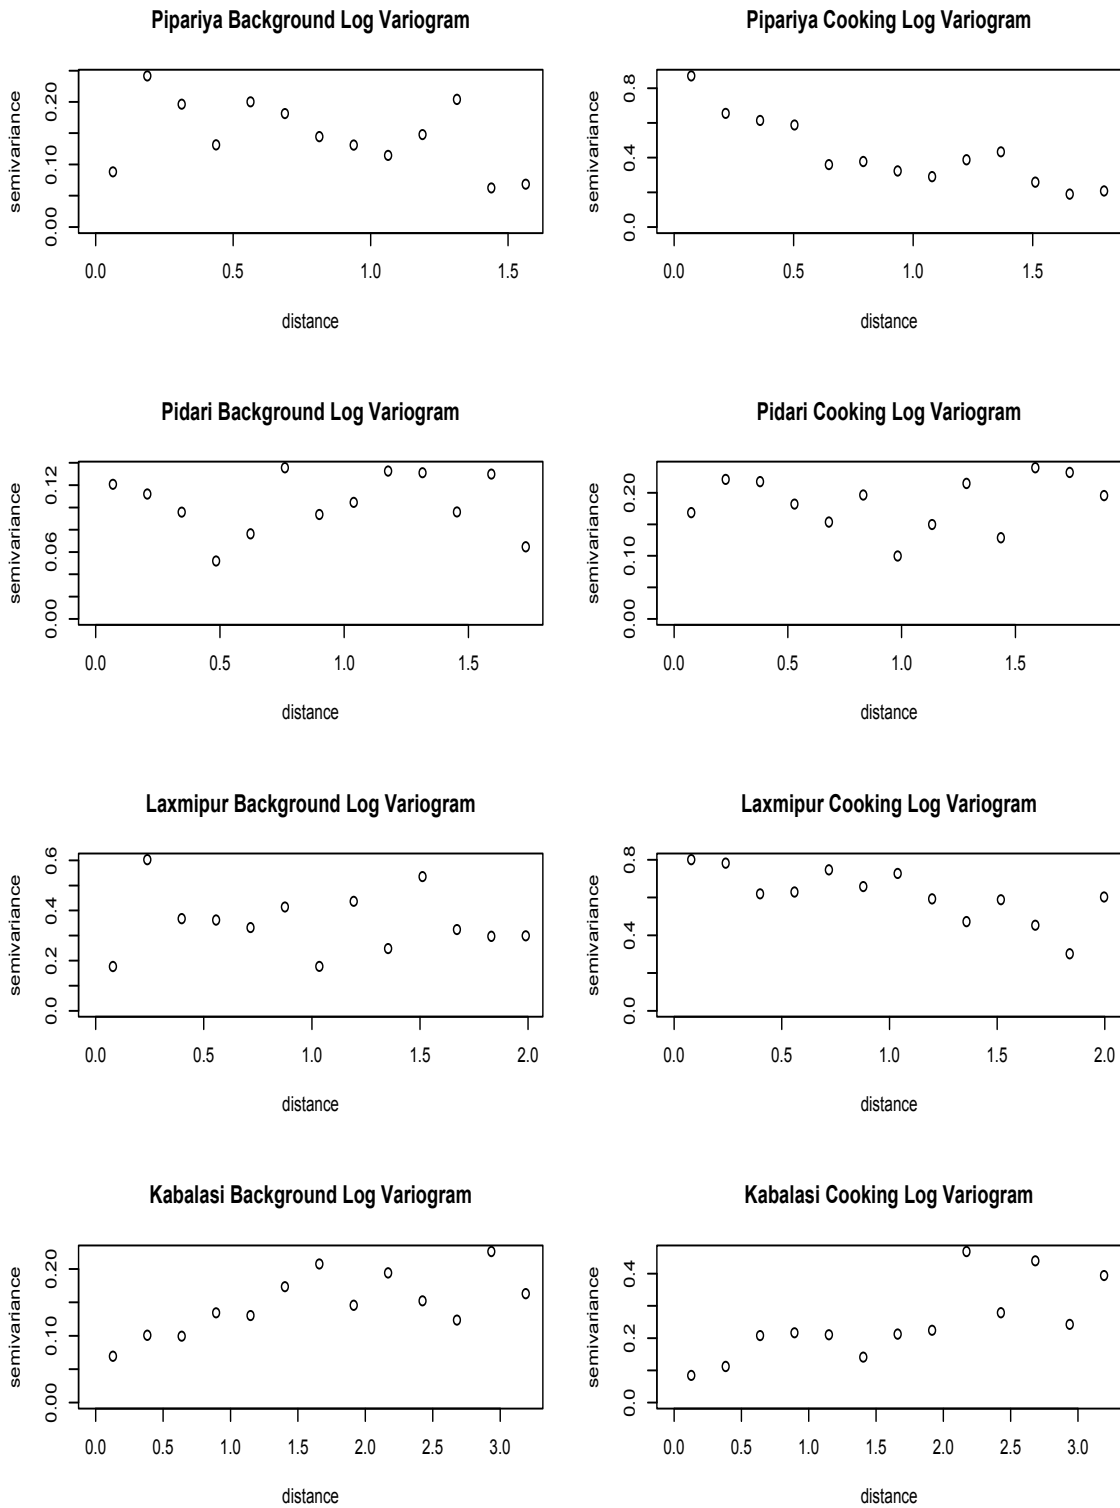 Pipariya Background Log Variogram
semivariance
0.00 0.10 0.20
0.0 0.5 1.0 1.5
distance
Pipariya Cooking Log Variogram
semivariance
0.0 0.4 0.8
0.0 0.5 1.0 1.5
distance
Pidari Background Log Variogram
semivariance
0.00 0.06 0.12
0.0 0.5 1.0 1.5
distance
Pidari Cooking Log Variogram
semivariance
0.00 0.10 0.20
0.0 0.5 1.0 1.5
distance
Laxmipur Background Log Variogram
semivariance
0.0 0.2 0.4 0.6
0.0 0.5 1.0 1.5 2.0
distance
Laxmipur Cooking Log Variogram
semivariance
0.0 0.4 0.8
0.0 0.5 1.0 1.5 2.0
distance
Kabalasi Background Log Variogram
semivariance
0.00 0.10 0.20
0.0 0.5 1.0 1.5 2.0 2.5 3.0
distance
Kabalasi Cooking Log Variogram
semivariance
0.0 0.2 0.4
0.0 0.5 1.0 1.5 2.0 2.5 3.0
distance